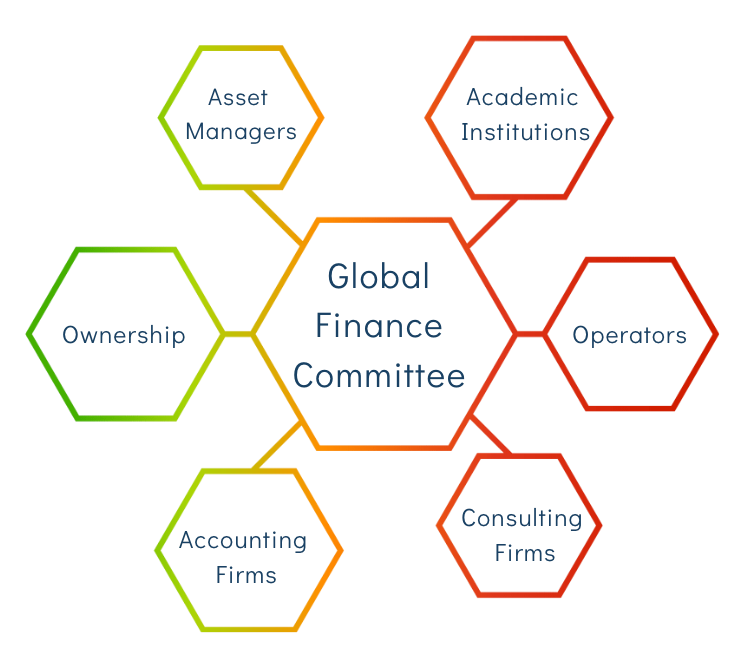 Asset
Managers
Academic
Institutions
Global
Finance
Committee
Ownership
Operators
Accounting
Firms
Consulting
Firms